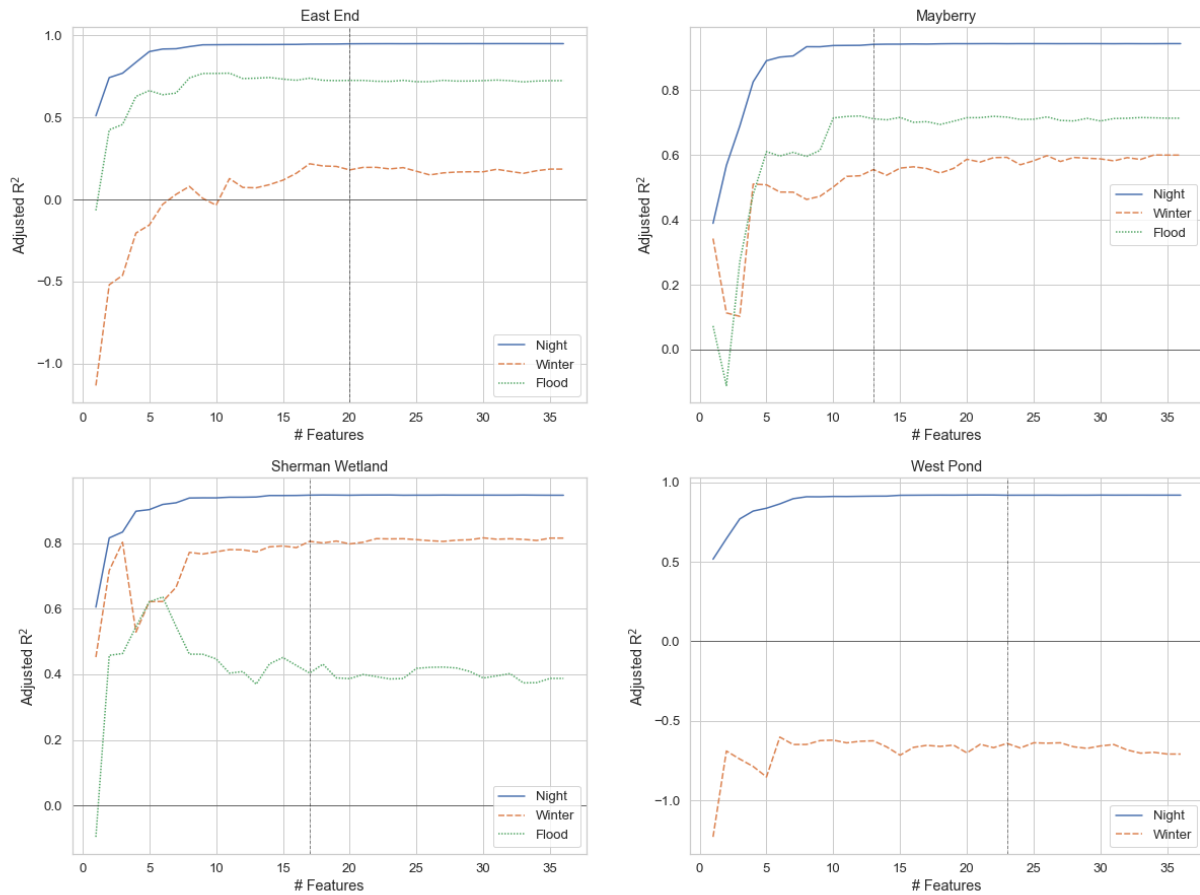 East End
1.0
0.5
0.0
−0.5
−1.0
Adjusted R²
0 5 10 15 20 25 30 35
# Features
Night
Winter
Flood
Mayberry
0.8
0.6
0.4
0.2
0.0
Adjusted R²
0 5 10 15 20 25 30 35
# Features
Night
Winter
Flood
Sherman Wetland
0.8
0.6
0.4
0.2
0.0
Adjusted R²
0 5 10 15 20 25 30 35
# Features
Night
Winter
Flood
West Pond
1.0
0.5
0.0
−0.5
−1.0
Adjusted R²
0 5 10 15 20 25 30 35
# Features
Night
Winter